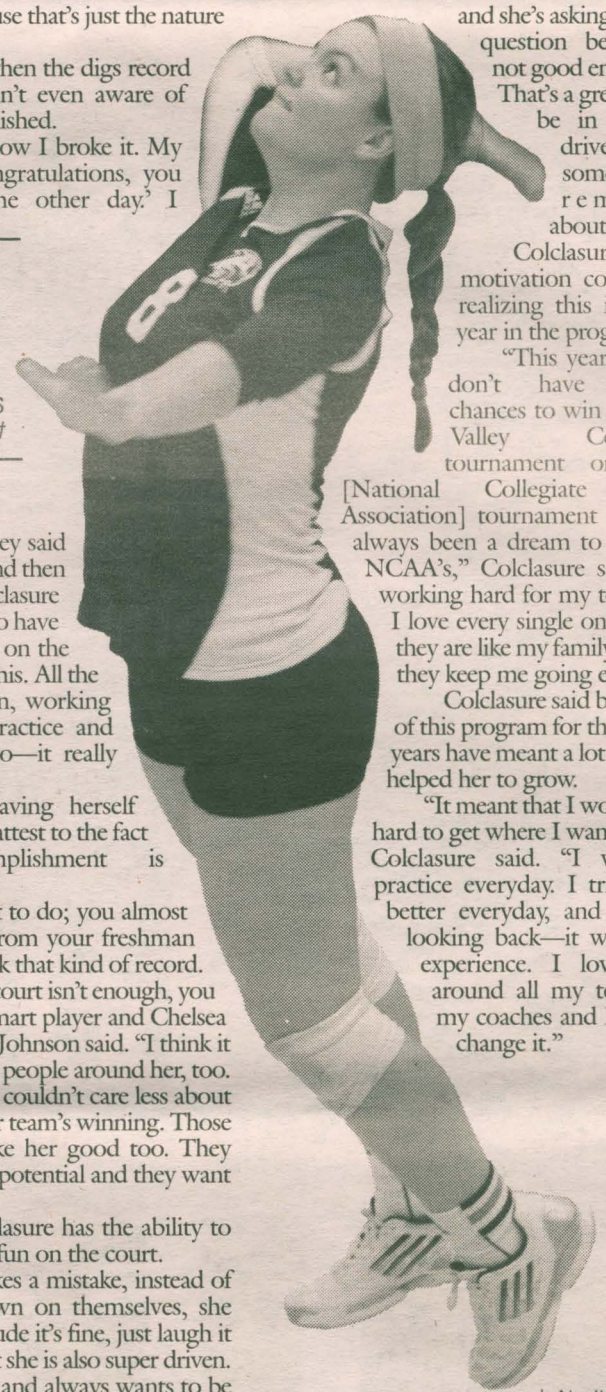 use that's just the nature
when the digs record
n't even aware of
ished.
ow I broke it. My
ngratulations, you
ne other day.' I
ey said
nd then
clasure
o have
on the
his. All the
n, working
ractice and
o—it really
aving herself
attest to the fact
mplishment is
t to do; you almost
rom your freshman
k that kind of record.
court isn't enough, you
mart player and Chelsea
Johnson said. "I think it
people around her, too.
couldn't care less about
r team's winning. Those
ke her good too. They
potential and they want
lasure has the ability to
fun on the court.
kes a mistake, instead of
wn on themselves, she
ude it's fine, just laugh it
t she is also super driven.
and always wants to be
8
and she's asking
question be
not good en
That's a gre
be in
drive
some
rem
about
Colclasur
motivation co
realizing this
year in the prog
"This year
don't have
chances to win
Valley Co
tournament o
[National Collegiate
Association] tournament
always been a dream to
NCAA's," Colclasure s
working hard for my t
I love every single on
they are like my family
they keep me going e
Colclasure said b
of this program for th
years have meant a lot
helped her to grow.
"It meant that I wo
hard to get where I wan
Colclasure said. "I w
practice everyday. I tr
better everyday, and
looking back—it w
experience. I lov
around all my te
my coaches and I
change it."